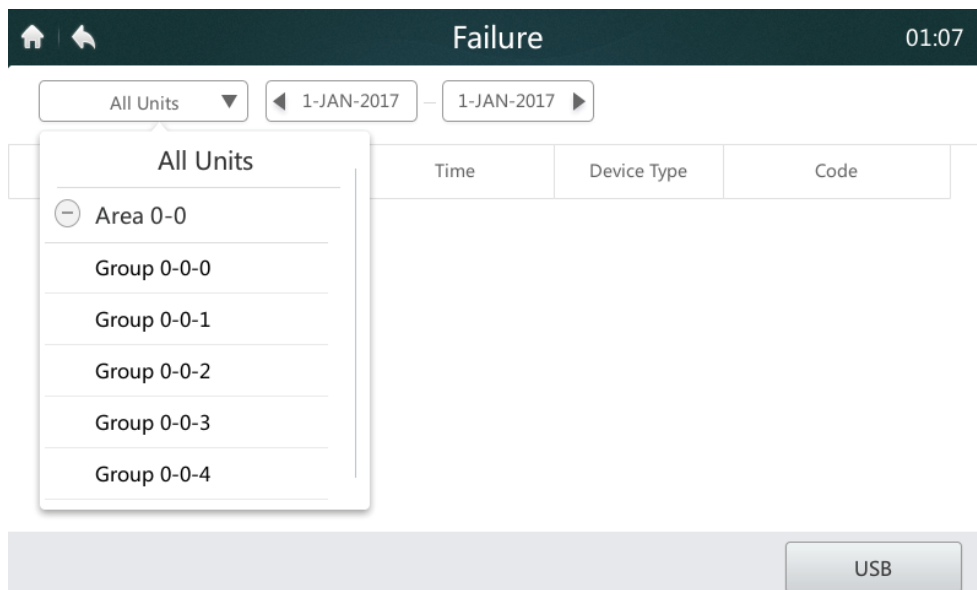 Failure
01:07
All Units
1-JAN-2017 – 1-JAN-2017
All Units
Time
Device Type
Code
Area 0-0
Group 0-0-0
Group 0-0-1
Group 0-0-2
Group 0-0-3
Group 0-0-4
USB